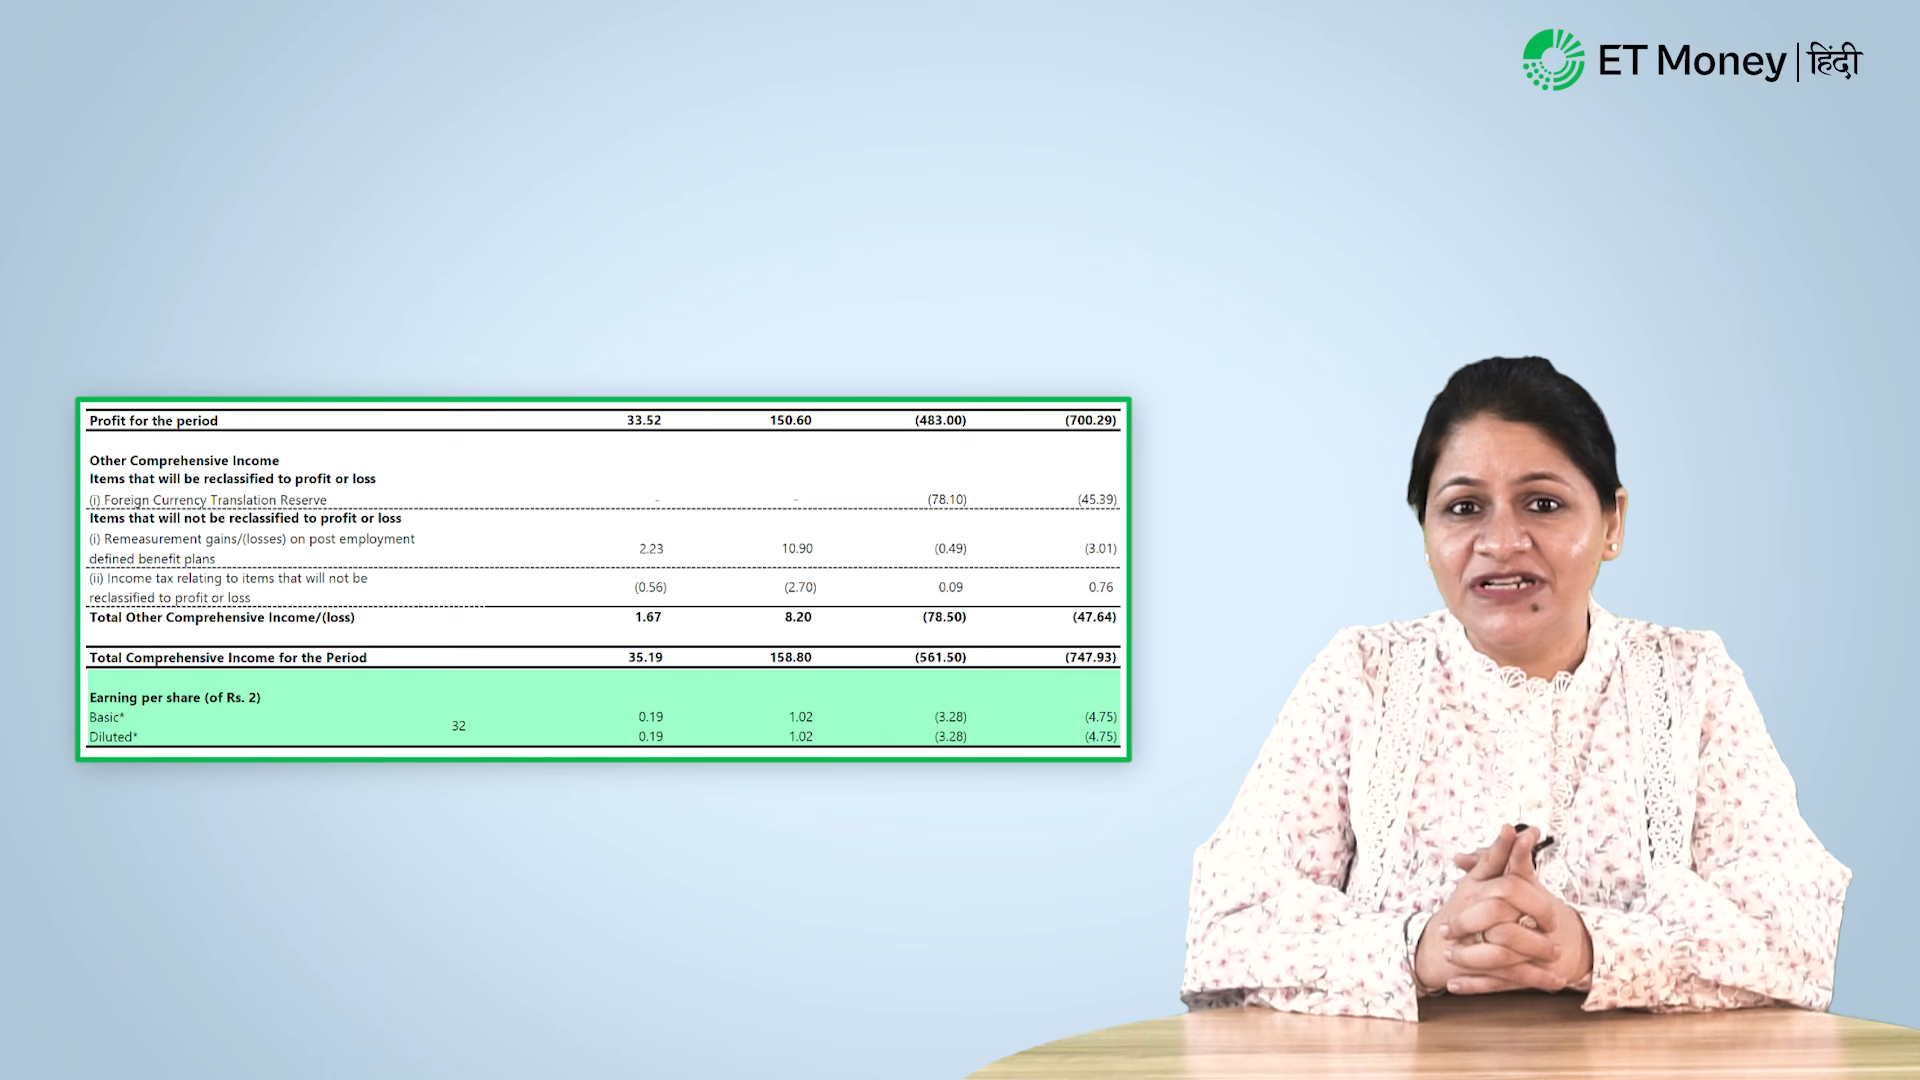 ET Money | हिंदी
Profit for the period 33.52 150.60 (483.00) (700.29)
Other Comprehensive Income
Items that will be reclassified to profit or loss
(i) Foreign Currency Translation Reserve - - (78.10) (45.39)
Items that will not be reclassified to profit or loss
(i) Remeasurement gains/(losses) on post employment
defined benefit plans 2.23 10.90 (0.49) (3.01)
(ii) Income tax relating to items that will not be
reclassified to profit or loss (0.56) (2.70) 0.09 0.76
Total Other Comprehensive Income/(loss) 1.67 8.20 (78.50) (47.64)
Total Comprehensive Income for the Period 35.19 158.80 (561.50) (747.93)
Earning per share (of Rs. 2)
Basic* 32 0.19 1.02 (3.28) (4.75)
Diluted* 0.19 1.02 (3.28) (4.75)